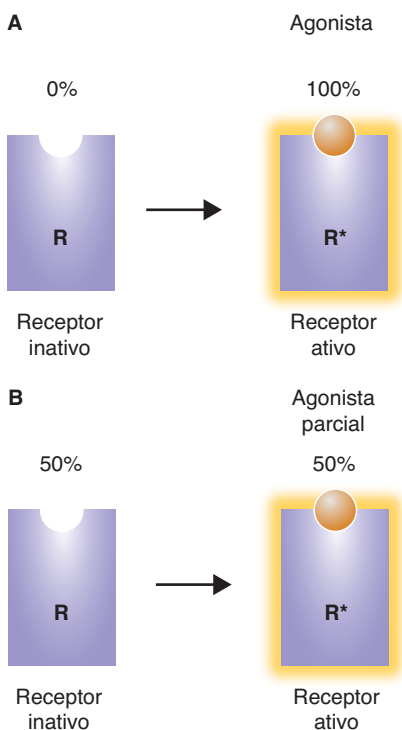 A
Agonista
0%
100%
R
R*
Receptor
inativo
Receptor
ativo
B
Agonista
parcial
50%
50%
R
R*
Receptor
inativo
Receptor
ativo